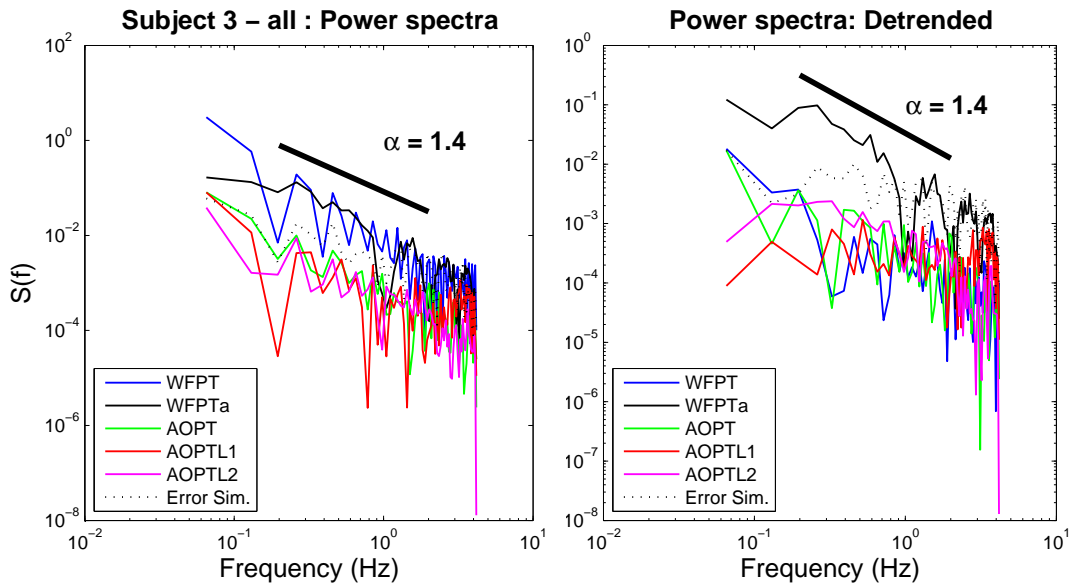 Subject 3 − all : Power spectra
10^2
10^0
10^−2
10^−4
10^−6
10^−8
S(f)
α = 1.4
WFPT
WFPTa
AOPT
AOPTL1
AOPTL2
Error Sim.
10^−2
10^−1
10^0
10^1
Frequency (Hz)
Power spectra: Detrended
10^0
10^−1
10^−2
10^−3
10^−4
10^−5
10^−6
10^−7
10^−8
α = 1.4
WFPT
WFPTa
AOPT
AOPTL1
AOPTL2
Error Sim.
10^−2
10^−1
10^0
10^1
Frequency (Hz)